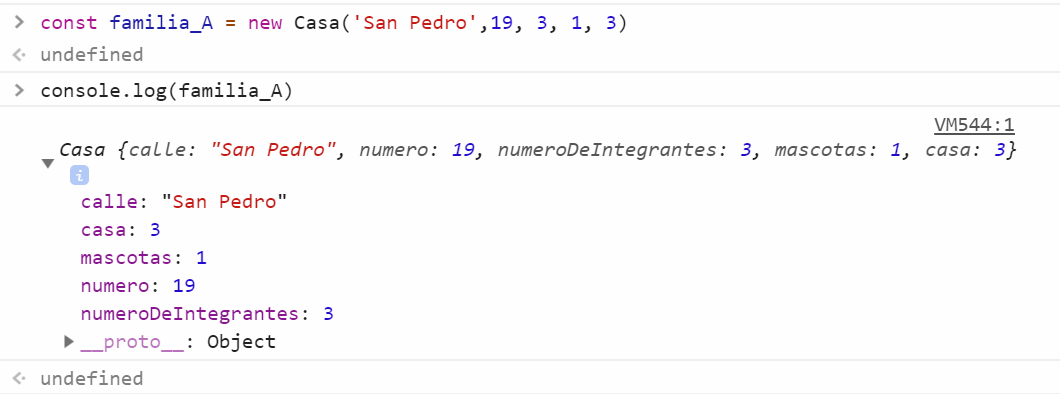 > const familia_A = new Casa('San Pedro',19, 3, 1, 3)
undefined
> console.log(familia_A)
VM544:1
Casa {calle: "San Pedro", numero: 19, numeroDeIntegrantes: 3, mascotas: 1, casa: 3}
i
calle: "San Pedro"
casa: 3
mascotas: 1
numero: 19
numeroDeIntegrantes: 3
__proto__: Object
undefined